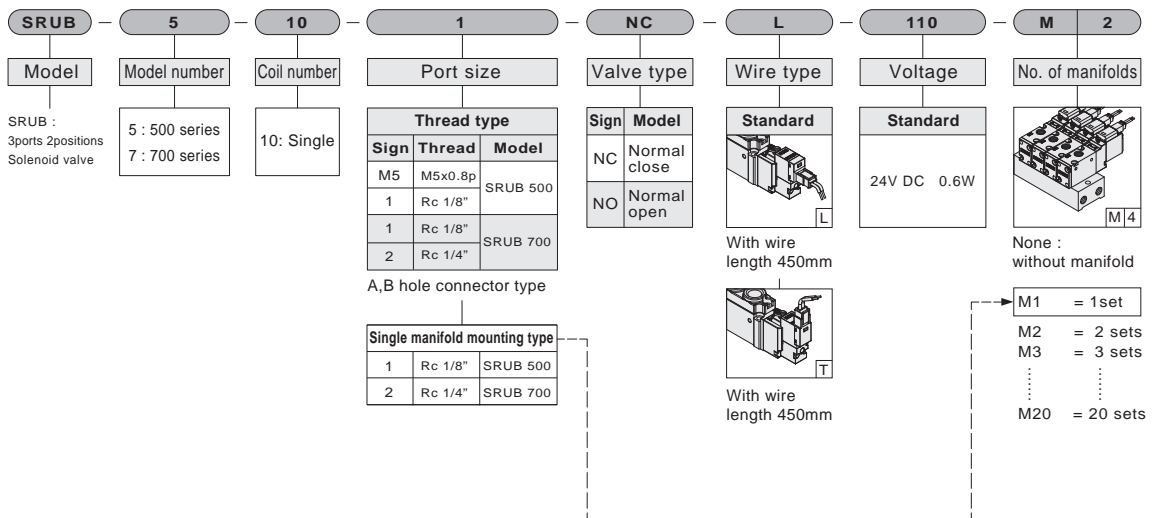 SRUB – 5 – 10 – 1 – NC – L – 110 – M 2
Model
SRUB :
3ports 2positions
Solenoid valve
Model number
5 : 500 series
7 : 700 series
Coil number
10: Single
Port size
Thread type
Sign Thread Model
M5 M5x0.8p SRUB 500
1 Rc 1/8”
1 Rc 1/8” SRUB 700
2 Rc 1/4”
A,B hole connector type
Single manifold mounting type
1 Rc 1/8” SRUB 500
2 Rc 1/4” SRUB 700
Valve type
Sign Model
NC Normal
close
NO Normal
open
Wire type
Standard
L
With wire
length 450mm
T
With wire
length 450mm
Voltage
Standard
24V DC 0.6W
No. of manifolds
M 4
None :
without manifold
M1 = 1set
M2 = 2 sets
M3 = 3 sets
M20 = 20 sets